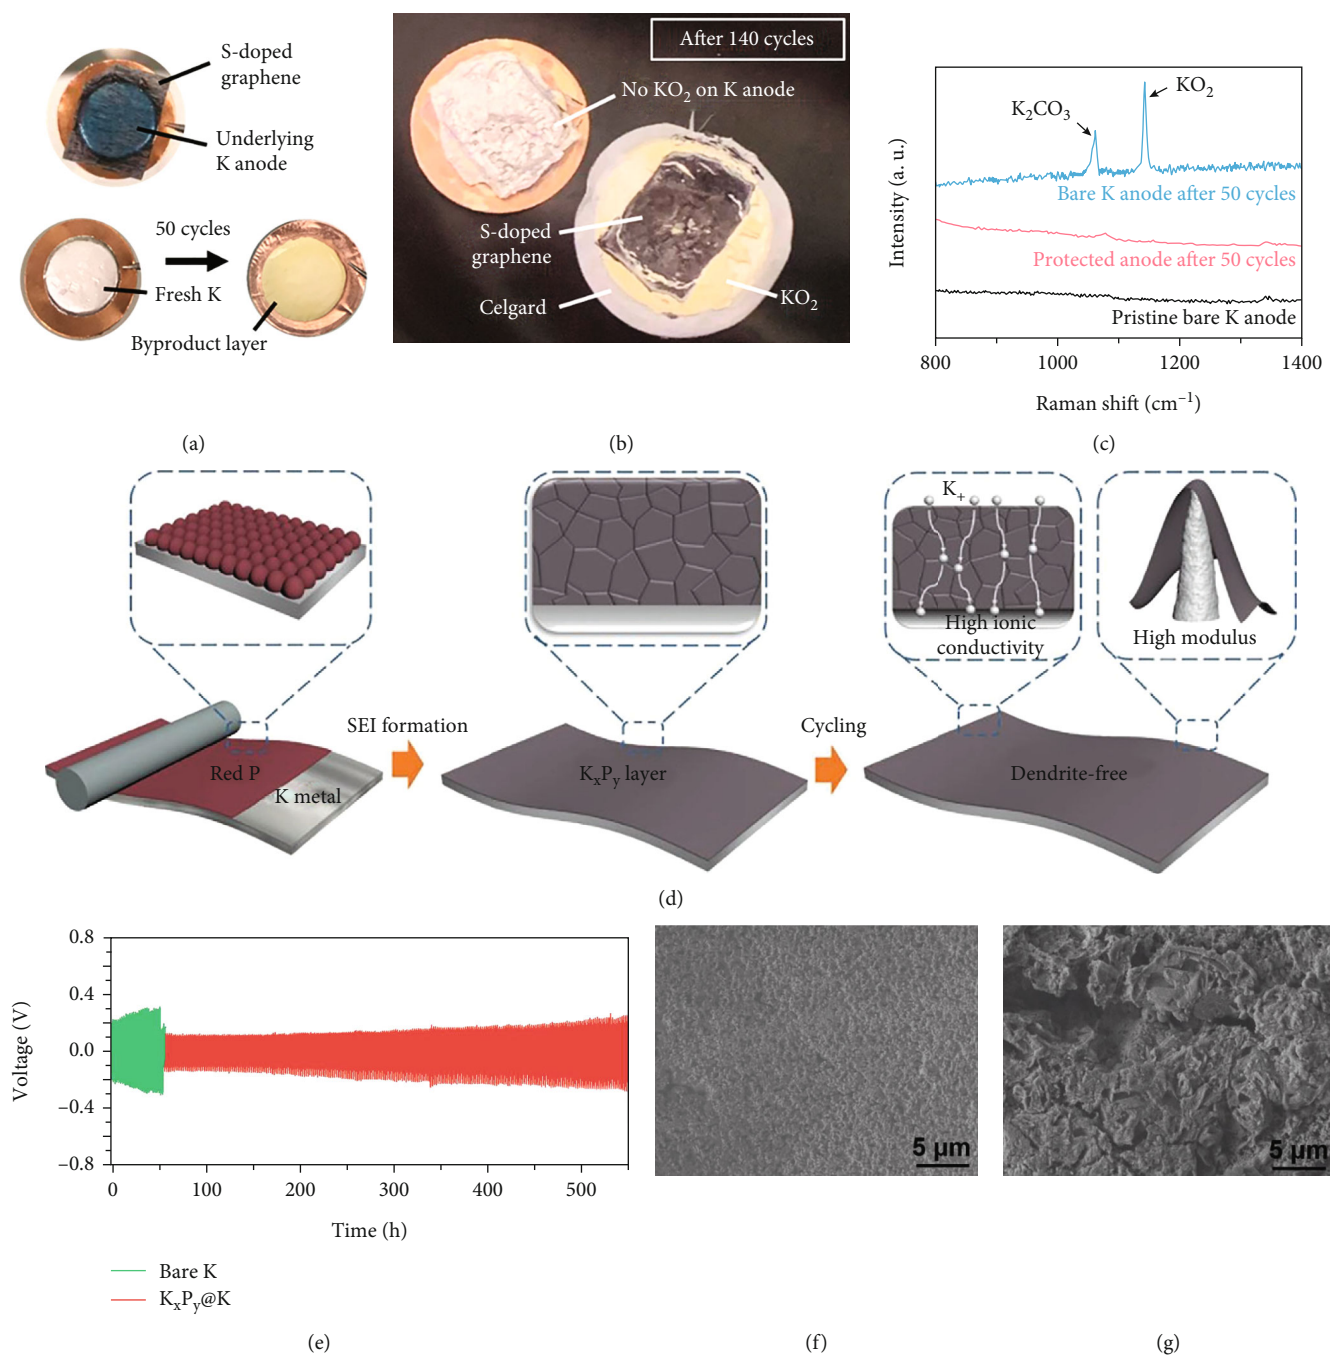 S-doped
graphene
Underlying
K anode
50 cycles
Fresh K
Byproduct layer
(a)
After 140 cycles
No KO₂ on K anode
S-doped
graphene
Celgard
KO₂
(b)
Intensity (a. u.)
K₂CO₃
KO₂
Bare K anode after 50 cycles
Protected anode after 50 cycles
Pristine bare K anode
800 1000 1200 1400
Raman shift (cm⁻¹)
(c)
K₊
High ionic
conductivity
High modulus
SEI formation
Cycling
Red P
K metal
KₓPᵧ layer
Dendrite-free
(d)
Voltage (V)
0.8
0.4
0.0
–0.4
–0.8
0 100 200 300 400 500
Time (h)
Bare K
KₓPᵧ@K
(e)
5 μm
(f)
5 μm
(g)